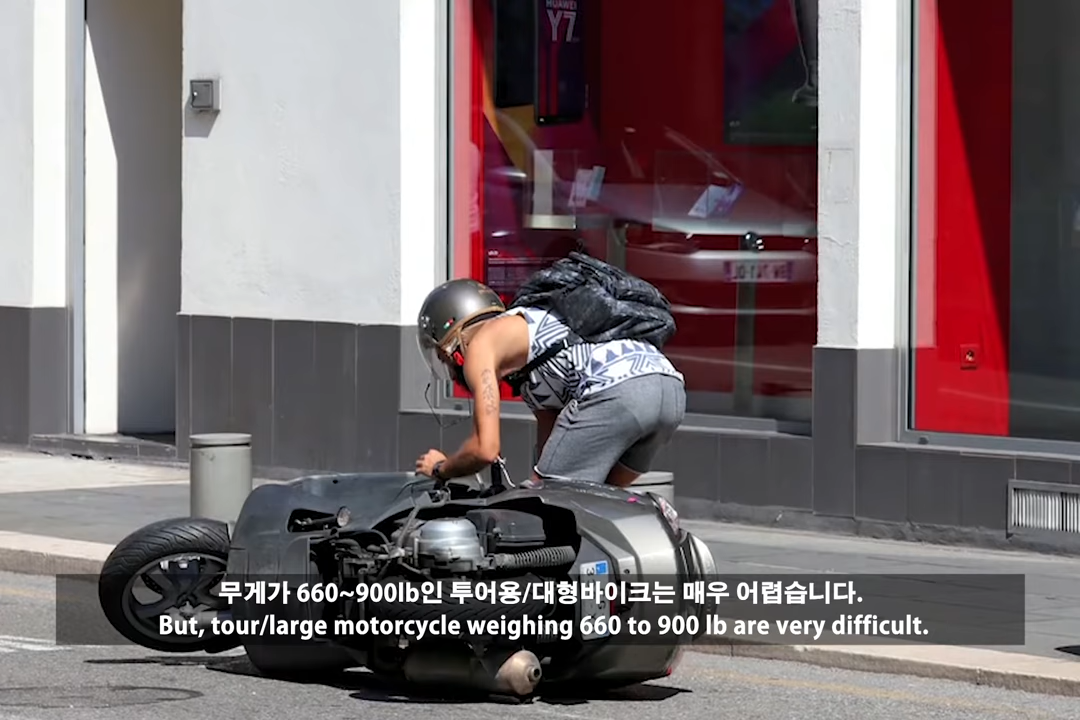 HUAWEI
Y7
무게가 660~900lb인 투어용/대형바이크는 매우 어렵습니다.
But, tour/large motorcycle weighing 660 to 900 lb are very difficult.